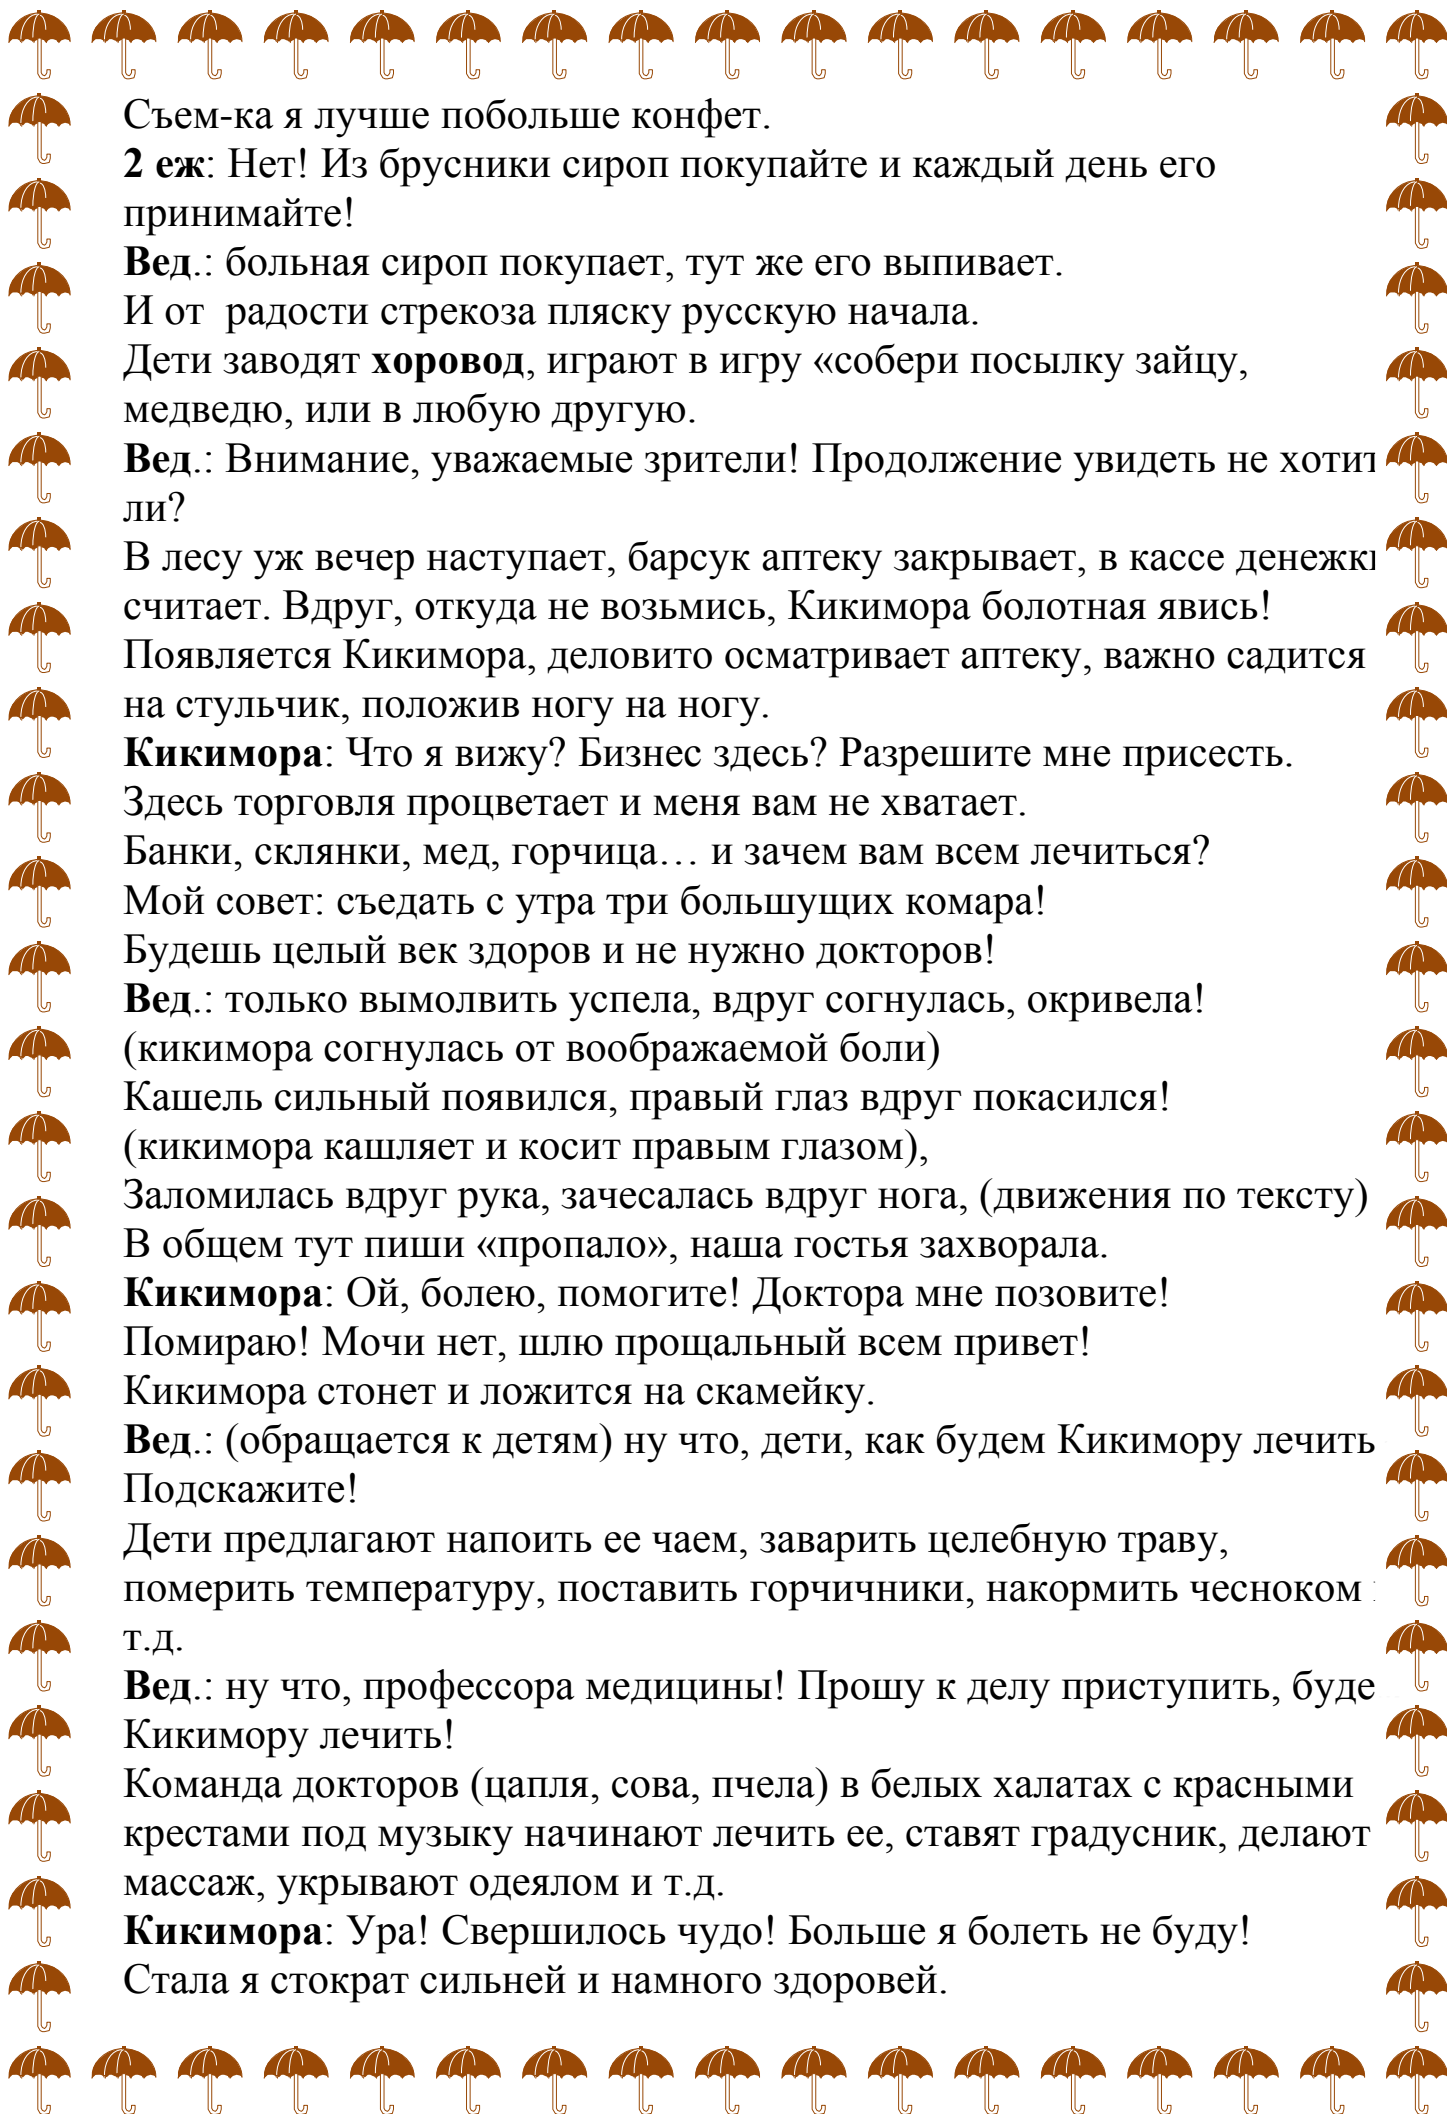 Съем-ка я лучше побольше конфет.
2 еж: Нет! Из брусники сироп покупайте и каждый день его
принимайте!
Вед.: больная сироп покупает, тут же его выпивает.
И от  радости стрекоза пляску русскую начала.
Дети заводят хоровод, играют в игру «собери посылку зайцу,
медведю, или в любую другую.
Вед.: Внимание, уважаемые зрители! Продолжение увидеть не хотит
ли?
В лесу уж вечер наступает, барсук аптеку закрывает, в кассе денежки
считает. Вдруг, откуда не возьмись, Кикимора болотная явись!
Появляется Кикимора, деловито осматривает аптеку, важно садится
на стульчик, положив ногу на ногу.
Кикимора: Что я вижу? Бизнес здесь? Разрешите мне присесть.
Здесь торговля процветает и меня вам не хватает.
Банки, склянки, мед, горчица… и зачем вам всем лечиться?
Мой совет: съедать с утра три большущих комара!
Будешь целый век здоров и не нужно докторов!
Вед.: только вымолвить успела, вдруг согнулась, окривела!
(кикимора согнулась от воображаемой боли)
Кашель сильный появился, правый глаз вдруг покасился!
(кикимора кашляет и косит правым глазом),
Заломилась вдруг рука, зачесалась вдруг нога, (движения по тексту)
В общем тут пиши «пропало», наша гостья захворала.
Кикимора: Ой, болею, помогите! Доктора мне позовите!
Помираю! Мочи нет, шлю прощальный всем привет!
Кикимора стонет и ложится на скамейку.
Вед.: (обращается к детям) ну что, дети, как будем Кикимору лечить
Подскажите!
Дети предлагают напоить ее чаем, заварить целебную траву,
померить температуру, поставить горчичники, накормить чесноком
т.д.
Вед.: ну что, профессора медицины! Прошу к делу приступить, буде
Кикимору лечить!
Команда докторов (цапля, сова, пчела) в белых халатах с красными
крестами под музыку начинают лечить ее, ставят градусник, делают
массаж, укрывают одеялом и т.д.
Кикимора: Ура! Свершилось чудо! Больше я болеть не буду!
Стала я стократ сильней и намного здоровей.